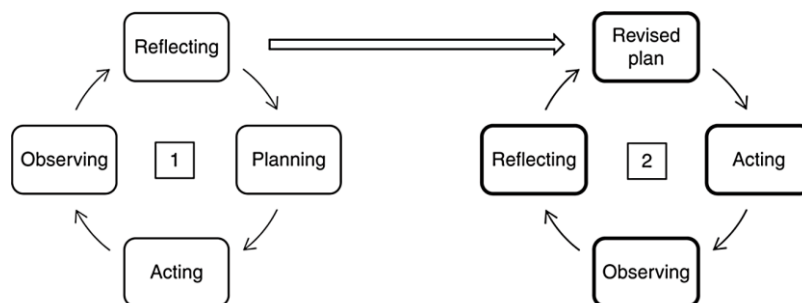 Reflecting
Revised
plan
Observing
1
Planning
Reflecting
2
Acting
Acting
Observing